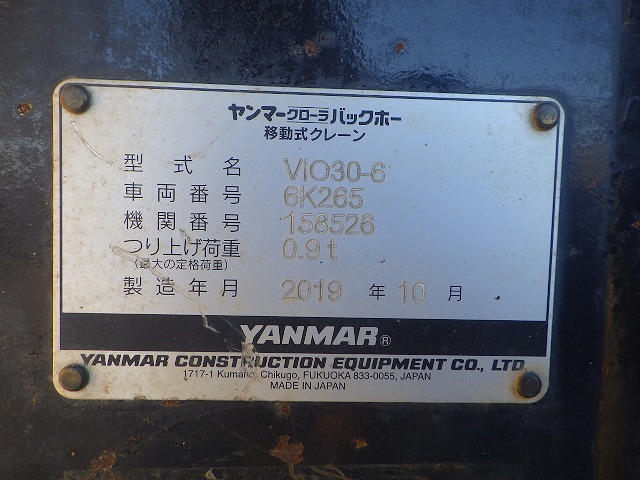 ヤンマークローラバックホー
移動式クレーン
型式名 ViO30-6
車両番号 6K265
機関番号 158526
つり上げ荷重 0.9t
(最大の定格荷重)
製造年月 2019 年 10 月
YANMAR®
YANMAR CONSTRUCTION EQUIPMENT CO., LTD.
1717-1 Kumano, Chikugo, FUKUOKA 833-0055, JAPAN
MADE IN JAPAN